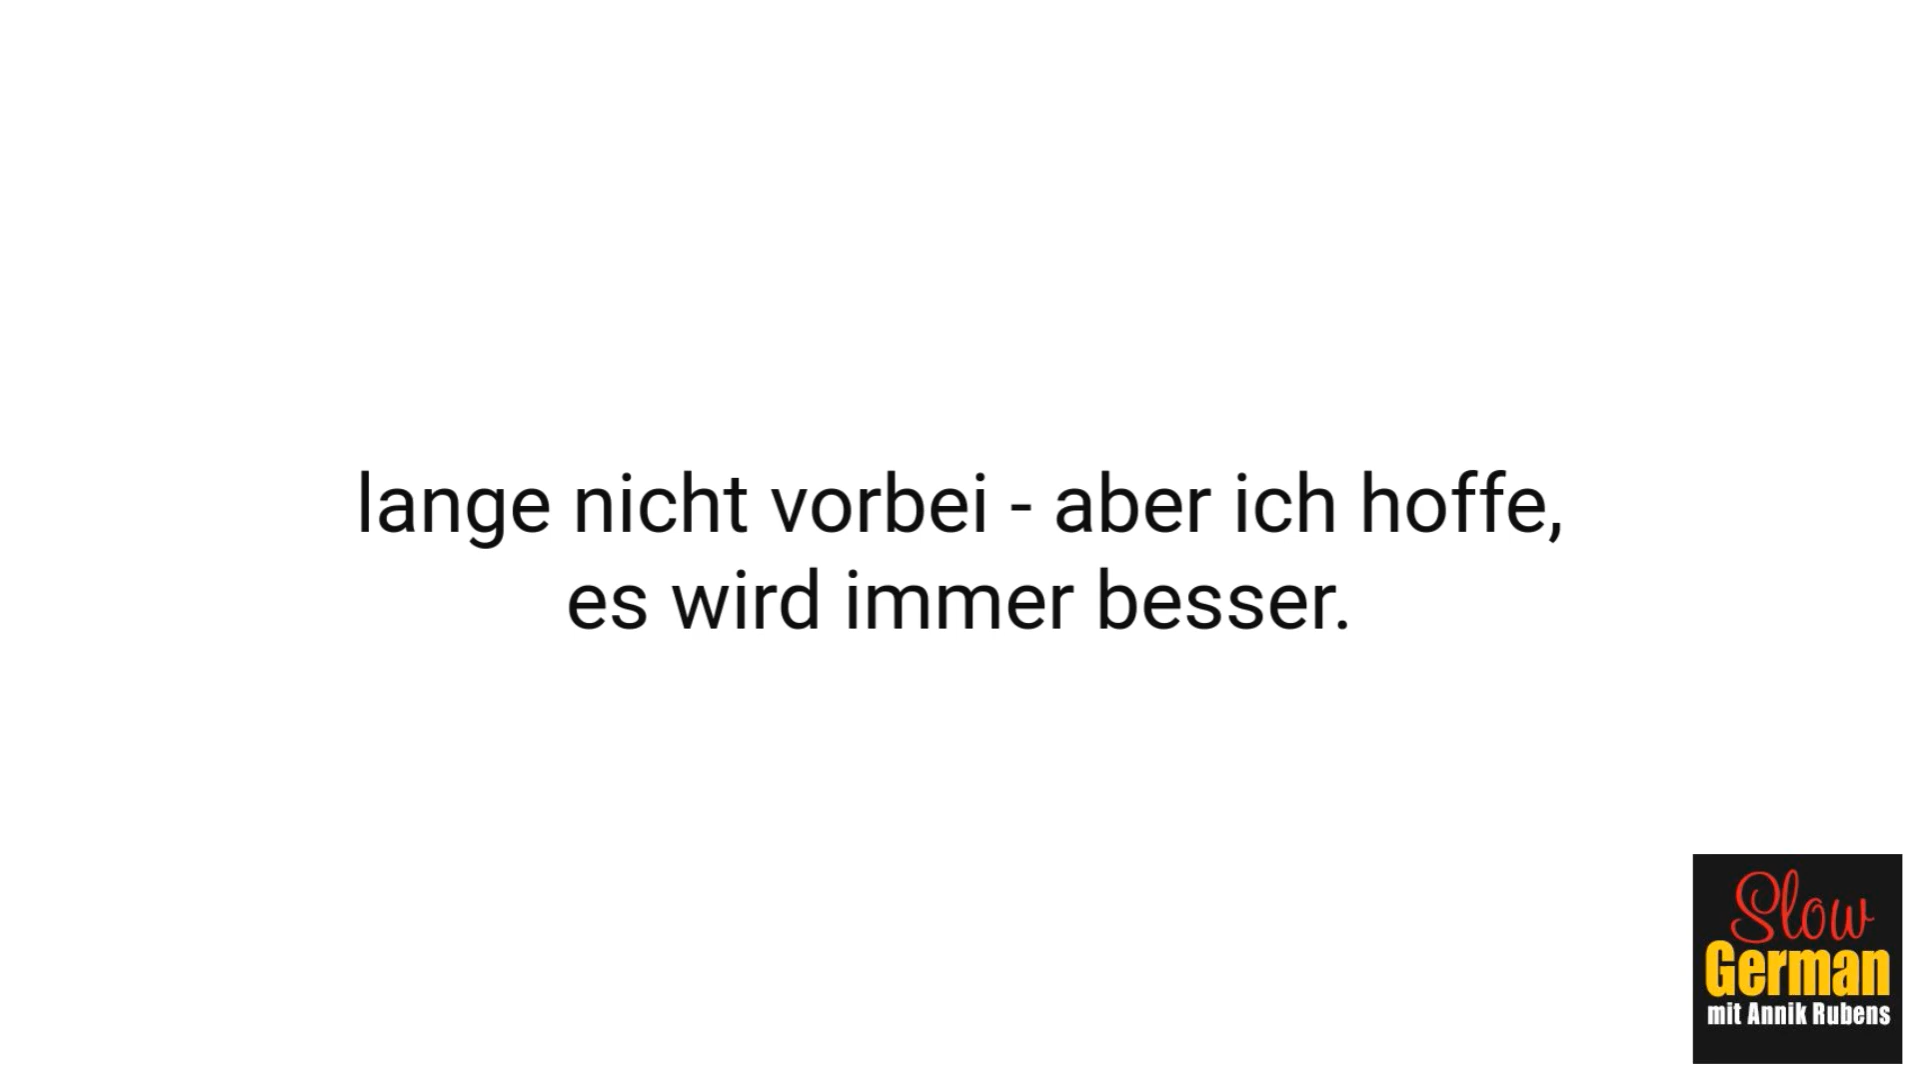 lange nicht vorbei - aber ich hoffe,
es wird immer besser.
Slow
German
mit Annik Rubens